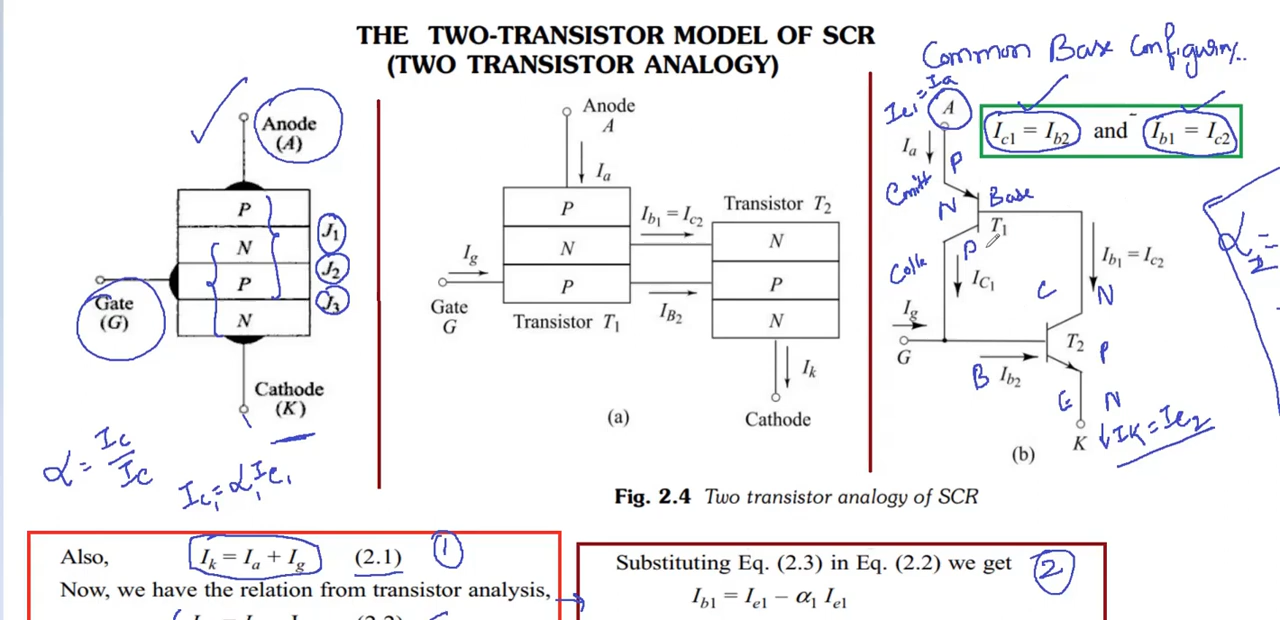 THE TWO-TRANSISTOR MODEL OF SCR
(TWO TRANSISTOR ANALOGY)
Common Base
Anode
(A)
P
N
P
N
J1
J2
J3
Gate
(G)
Cathode
(K)
α = Ic/Ic
Ic1 = α1 Ie1
Anode
A
Ia
P
N
P
Ib1 = Ic2
Ig
Gate
G
Transistor T1
IB2
Transistor T2
N
P
N
Ik
Cathode
(a)
Ie1 = Ia
A
Ic1 = Ib2 and Ib1 = Ic2
Ia
P
Emitt
N
Base
T1
P
Colle
IC1
Ib1 = Ic2
C
N
Ig
G
T2
P
B
Ib2
E
N
K
↓IK = Ie2
(b)
α2 =
Fig. 2.4 Two transistor analogy of SCR
Also, Ik = Ia + Ig (2.1) 1
Now, we have the relation from transistor analysis,
Substituting Eq. (2.3) in Eq. (2.2) we get 2
Ib1 = Ie1 − α1 Ie1